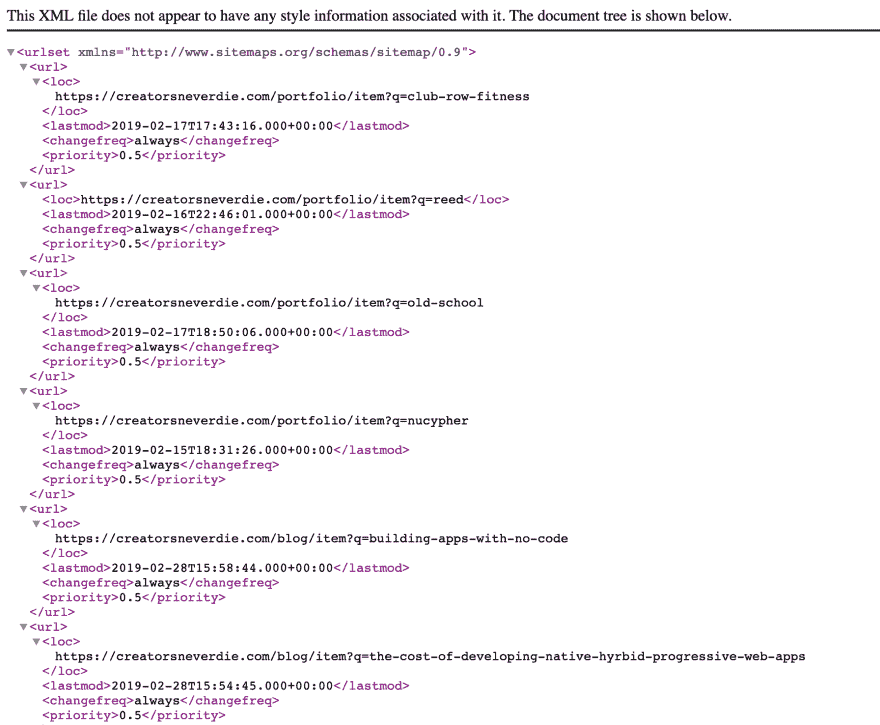 This XML file does not appear to have any style information associated with it. The document tree is shown below.
<urlset xmlns="http://www.sitemaps.org/schemas/sitemap/0.9">
<url>
<loc>
https://creatorsneverdie.com/portfolio/item?q=club-row-fitness
</loc>
<lastmod>2019-02-17T17:43:16.000+00:00</lastmod>
<changefreq>always</changefreq>
<priority>0.5</priority>
</url>
<url>
<loc>https://creatorsneverdie.com/portfolio/item?q=reed</loc>
<lastmod>2019-02-16T22:46:01.000+00:00</lastmod>
<changefreq>always</changefreq>
<priority>0.5</priority>
</url>
<url>
<loc>
https://creatorsneverdie.com/portfolio/item?q=old-school
</loc>
<lastmod>2019-02-17T18:50:06.000+00:00</lastmod>
<changefreq>always</changefreq>
<priority>0.5</priority>
</url>
<url>
<loc>
https://creatorsneverdie.com/portfolio/item?q=nucypher
</loc>
<lastmod>2019-02-15T18:31:26.000+00:00</lastmod>
<changefreq>always</changefreq>
<priority>0.5</priority>
</url>
<url>
<loc>
https://creatorsneverdie.com/blog/item?q=building-apps-with-no-code
</loc>
<lastmod>2019-02-28T15:58:44.000+00:00</lastmod>
<changefreq>always</changefreq>
<priority>0.5</priority>
</url>
<url>
<loc>
https://creatorsneverdie.com/blog/item?q=the-cost-of-developing-native-hyrbid-progressive-web-apps
</loc>
<lastmod>2019-02-28T15:54:45.000+00:00</lastmod>
<changefreq>always</changefreq>
<priority>0.5</priority>